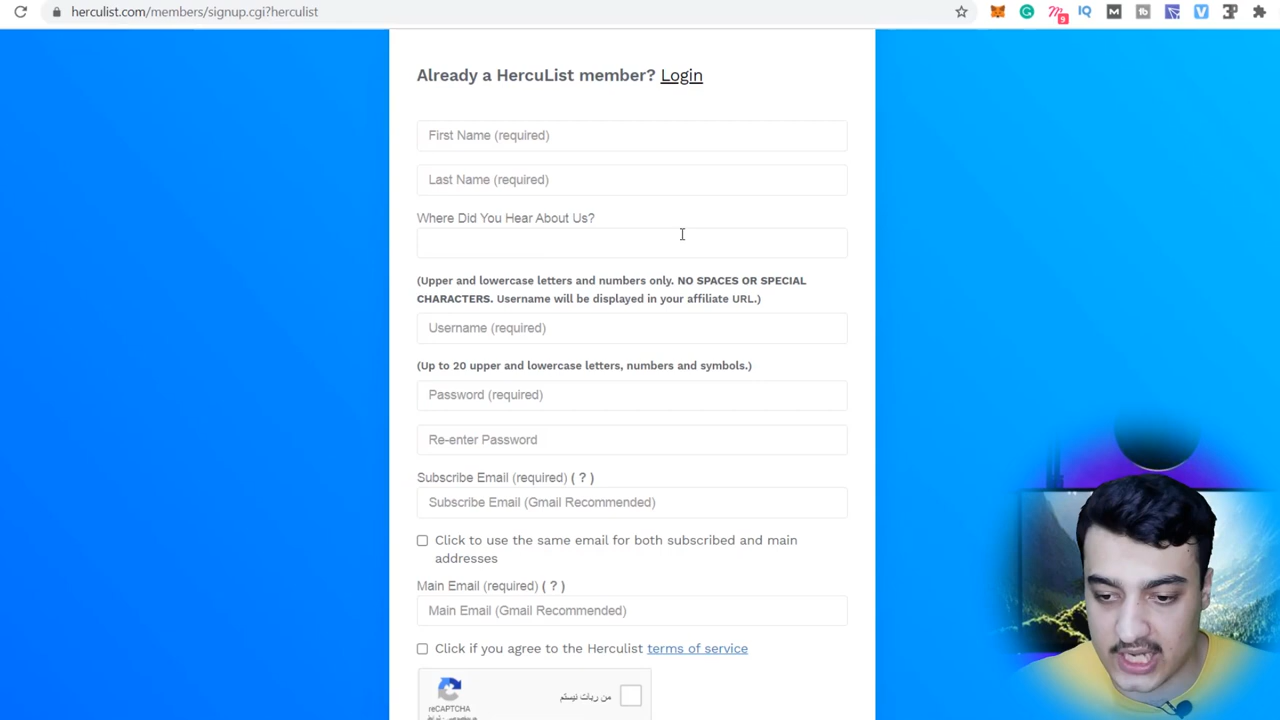 herculist.com/members/signup.cgi?herculist
9
Already a HercuList member? Login
First Name (required)
Last Name (required)
Where Did You Hear About Us?
(Upper and lowercase letters and numbers only. NO SPACES OR SPECIAL
CHARACTERS. Username will be displayed in your affiliate URL.)
Username (required)
(Up to 20 upper and lowercase letters, numbers and symbols.)
Password (required)
Re-enter Password
Subscribe Email (required) ( ? )
Subscribe Email (Gmail Recommended)
Click to use the same email for both subscribed and main
addresses
Main Email (required) ( ? )
Main Email (Gmail Recommended)
Click if you agree to the Herculist terms of service
من ربات نیستم
reCAPTCHA